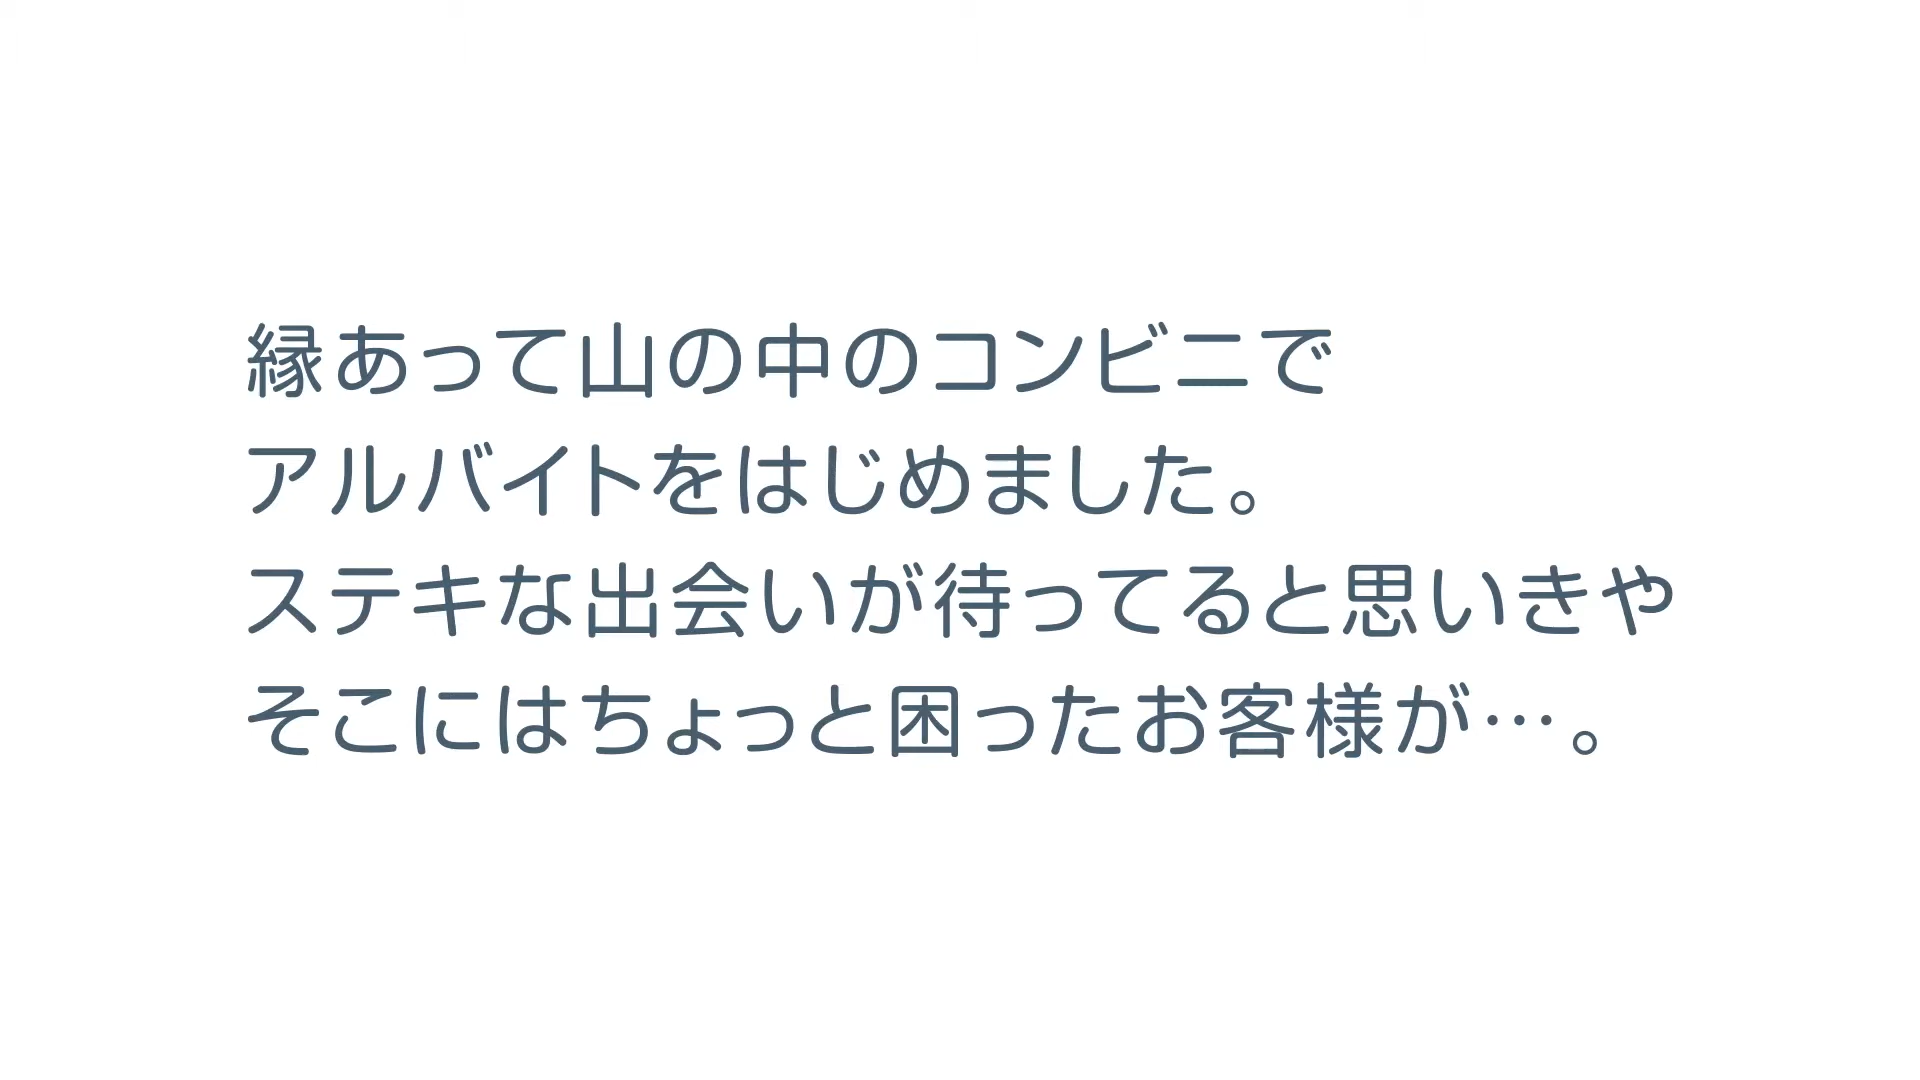 縁あって山の中のコンビニで
アルバイトをはじめました。
ステキな出会いが待ってると思いきや
そこにはちょっと困ったお客様が…。